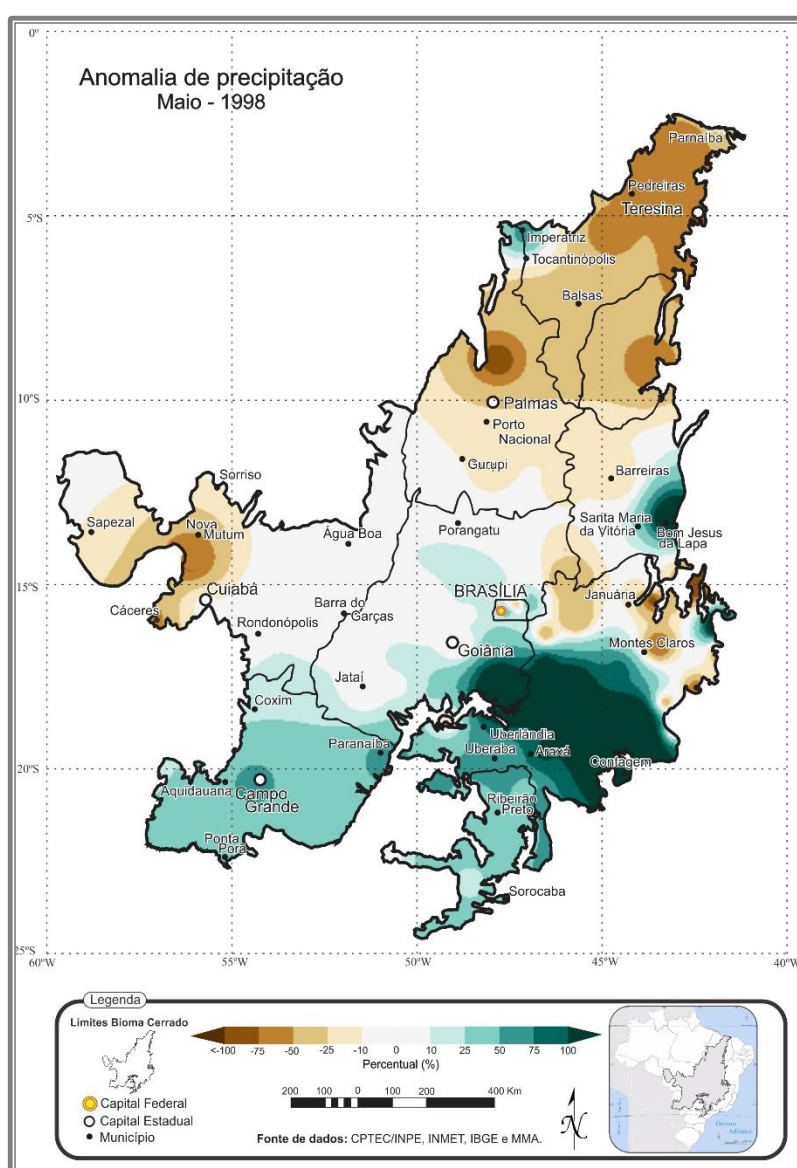 0°
Anomalia de precipitação
Maio - 1998
Parnaíba
Pedreiras
Teresina
5°S
Imperatriz
Tocantinópolis
Balsas
10°S
Palmas
Porto
Nacional
Gurupi
Barreiras
Sorriso
Sapezal
Nova
Mutum
Água Boa
Porangatu
Santa Maria
da Vitória
Bom Jesus
da Lapa
15°S
Cuiabá
BRASÍLIA
Januária
Cáceres
Barra do
Garças
Rondonópolis
Goiânia
Montes Claros
Jataí
Coxim
Paranaíba
Uberlândia
Uberaba
Araxá
Contagem
20°S
Aquidauana
Campo
Grande
Ribeirão
Preto
Ponta
Porã
Sorocaba
25°S
60°W
55°W
50°W
45°W
40°W
Legenda
Limites Bioma Cerrado
<-100 -75 -50 -25 -10 0 10 25 50 75 100
Percentual (%)
Capital Federal
Capital Estadual
Município
200 100 0 100 200 400 Km
N
Fonte de dados: CPTEC/INPE, INMET, IBGE e MMA.
Oceano
Atlântico